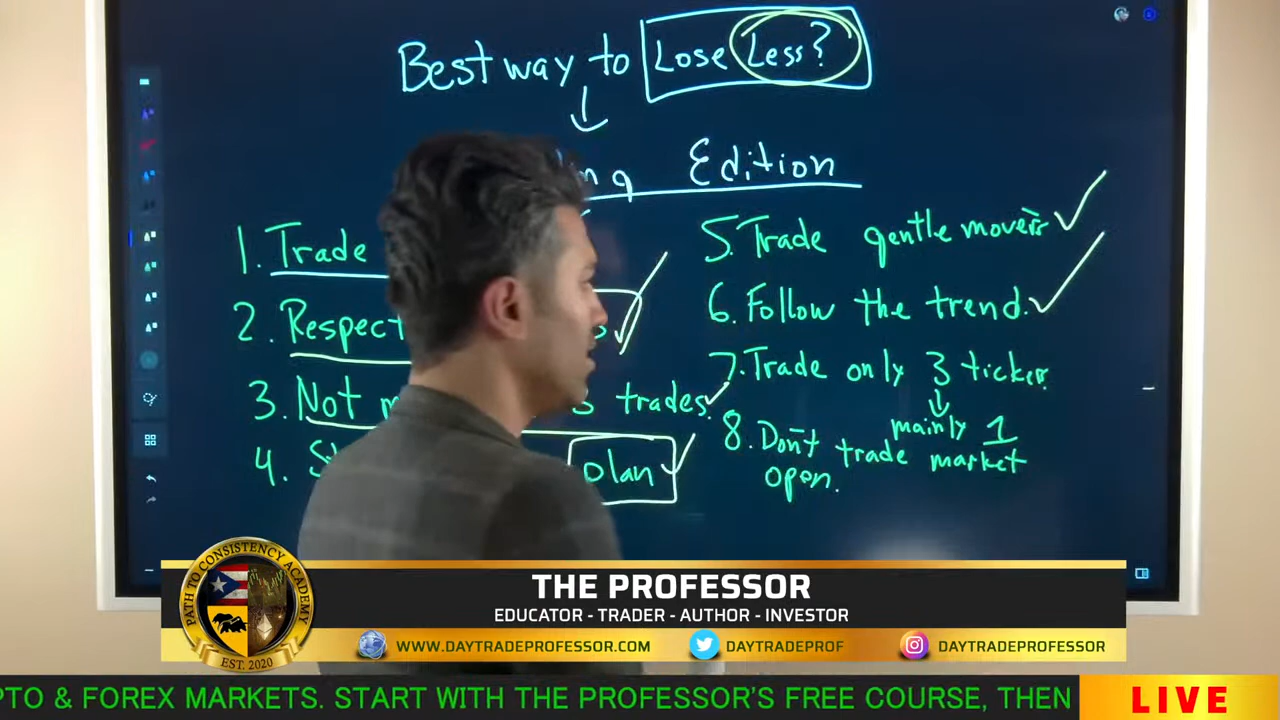 Best way to Lose Less?
Edition
1. Trade
2. Respect
3. Not trades.
4. plan
5. Trade gentle movers
6. Follow the trend.
7. Trade only 3 tickers
mainly 1
8. Don't trade market
open.
PATH TO CONSISTENCY ACADEMY
EST. 2020
THE PROFESSOR
EDUCATOR - TRADER - AUTHOR - INVESTOR
WWW.DAYTRADEPROFESSOR.COM DAYTRADEPROF DAYTRADEPROFESSOR
& FOREX MARKETS. START WITH THE PROFESSOR'S FREE COURSE, THEN
LIVE